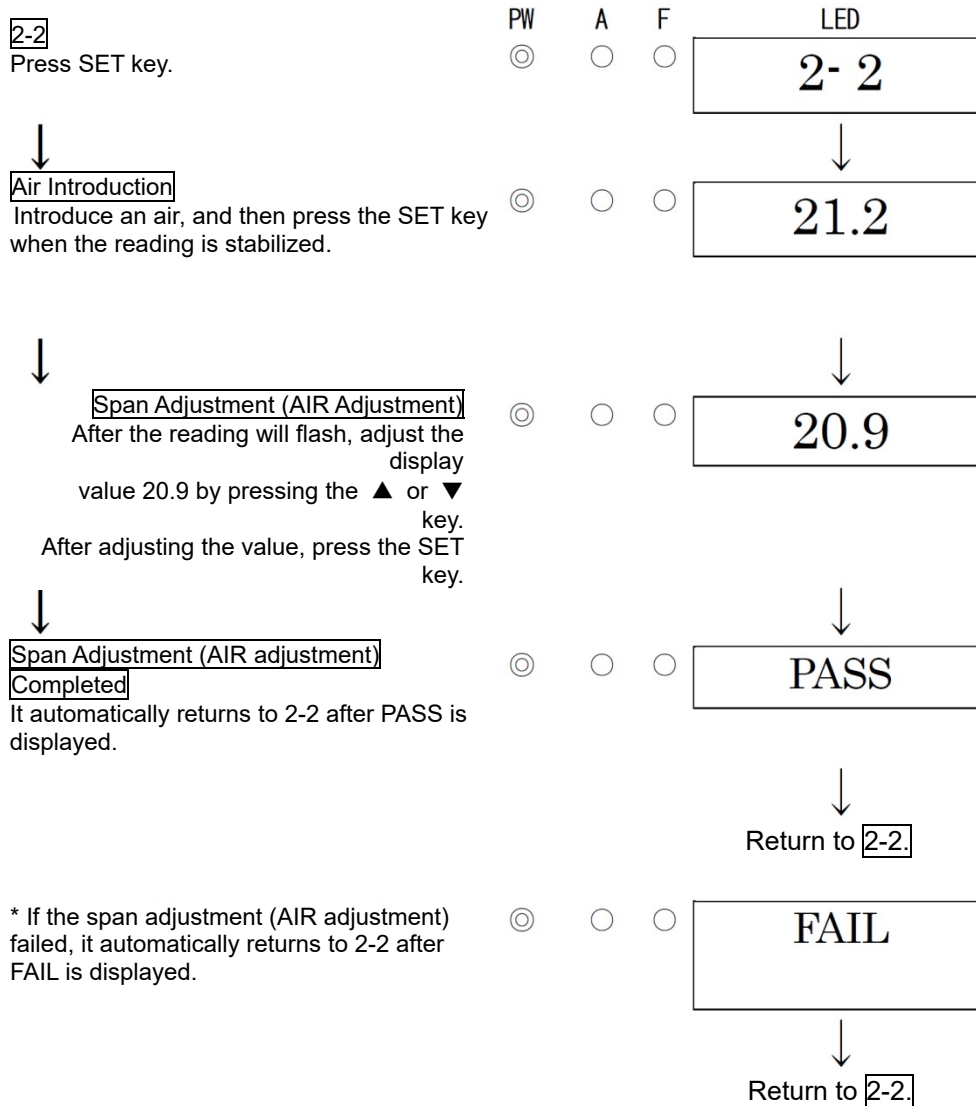 PW A F LED
2-2
Press SET key.
2- 2
Air Introduction
Introduce an air, and then press the SET key
when the reading is stabilized.
21.2
Span Adjustment (AIR Adjustment)
After the reading will flash, adjust the
display
value 20.9 by pressing the ▲ or ▼
key.
After adjusting the value, press the SET
key.
20.9
Span Adjustment (AIR adjustment)
Completed
It automatically returns to 2-2 after PASS is
displayed.
PASS
Return to 2-2.
* If the span adjustment (AIR adjustment)
failed, it automatically returns to 2-2 after
FAIL is displayed.
FAIL
Return to 2-2.